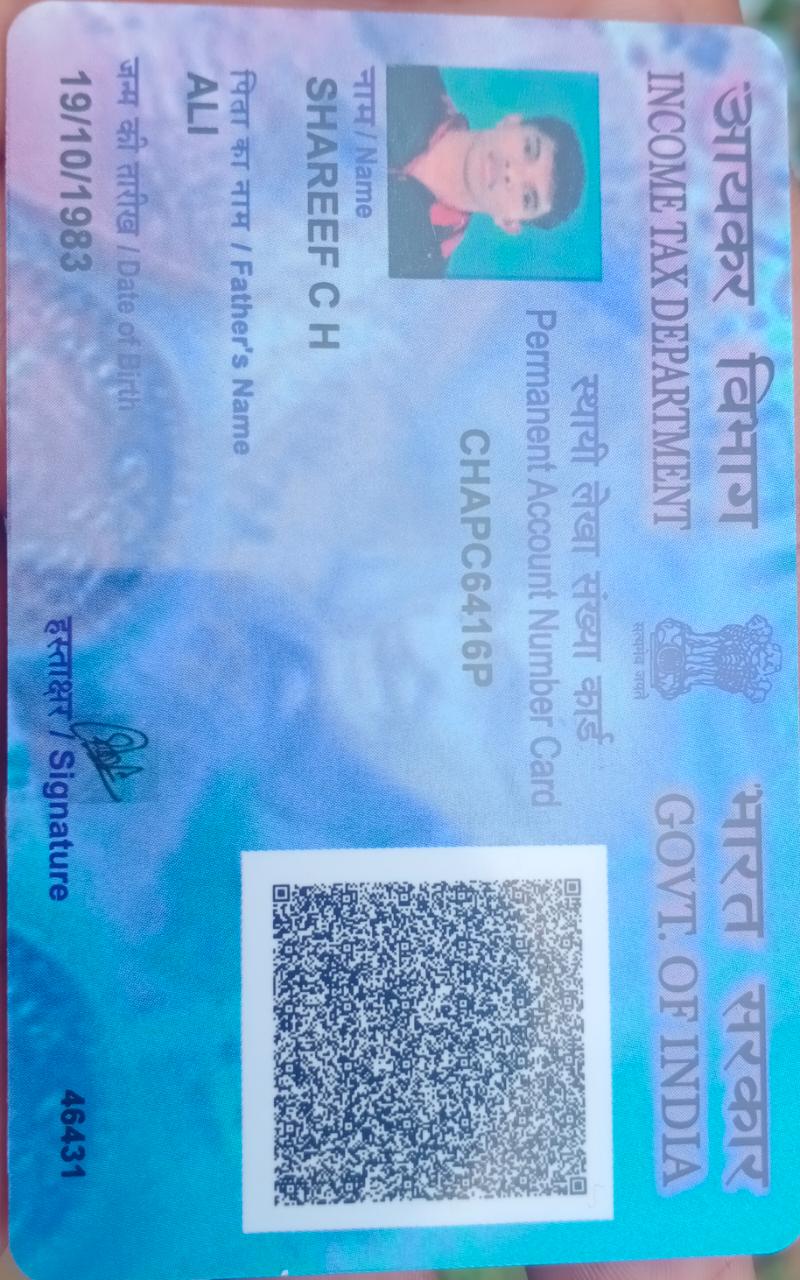 आयकर विभाग
INCOME TAX DEPARTMENT
सत्यमेव जयते
भारत सरकार
GOVT. OF INDIA
स्थायी लेखा संख्या कार्ड
Permanent Account Number Card
CHAPC6416P
नाम / Name
SHAREEF C H
पिता का नाम / Father's Name
ALI
जन्म की तारीख / Date of Birth
19/10/1983
हस्ताक्षर / Signature
46431